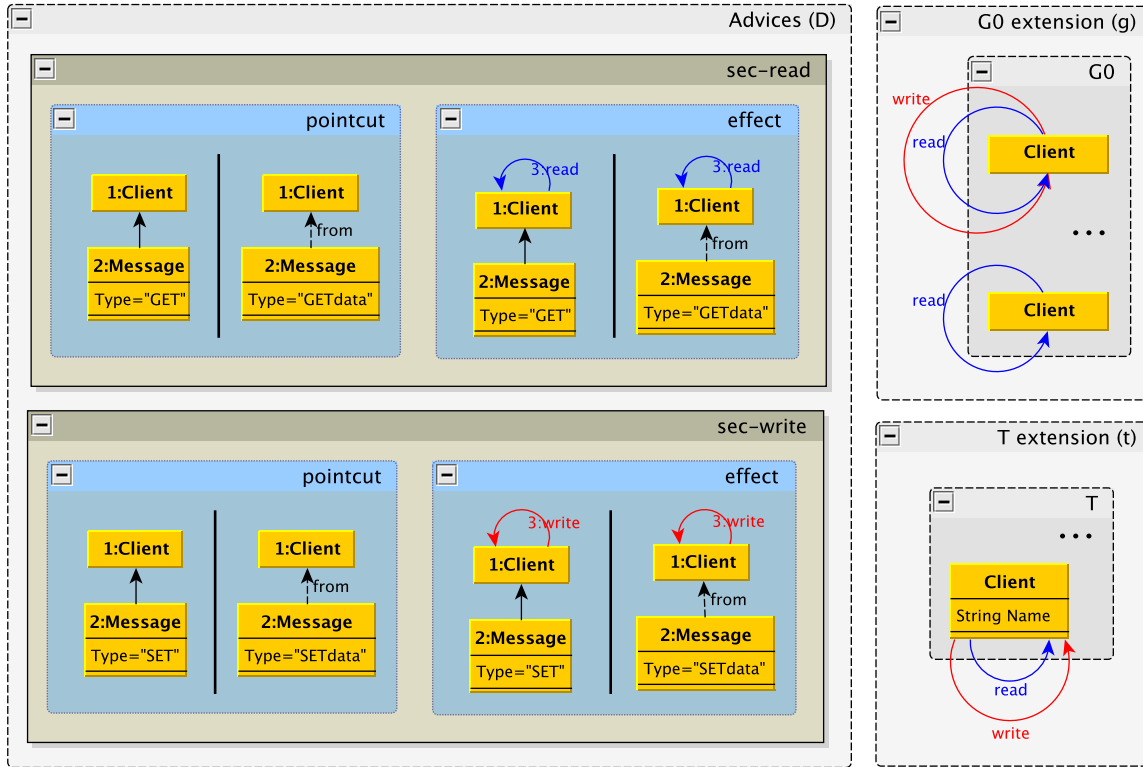 Advices (D)
sec-read
pointcut
1:Client
2:Message
Type="GET"
1:Client
from
2:Message
Type="GETdata"
effect
3:read
1:Client
2:Message
Type="GET"
3:read
1:Client
from
2:Message
Type="GETdata"
sec-write
pointcut
1:Client
2:Message
Type="SET"
1:Client
from
2:Message
Type="SETdata"
effect
3:write
1:Client
2:Message
Type="SET"
3:write
1:Client
from
2:Message
Type="SETdata"
G0 extension (g)
G0
write
read
Client
...
read
Client
T extension (t)
T
...
Client
String Name
read
write